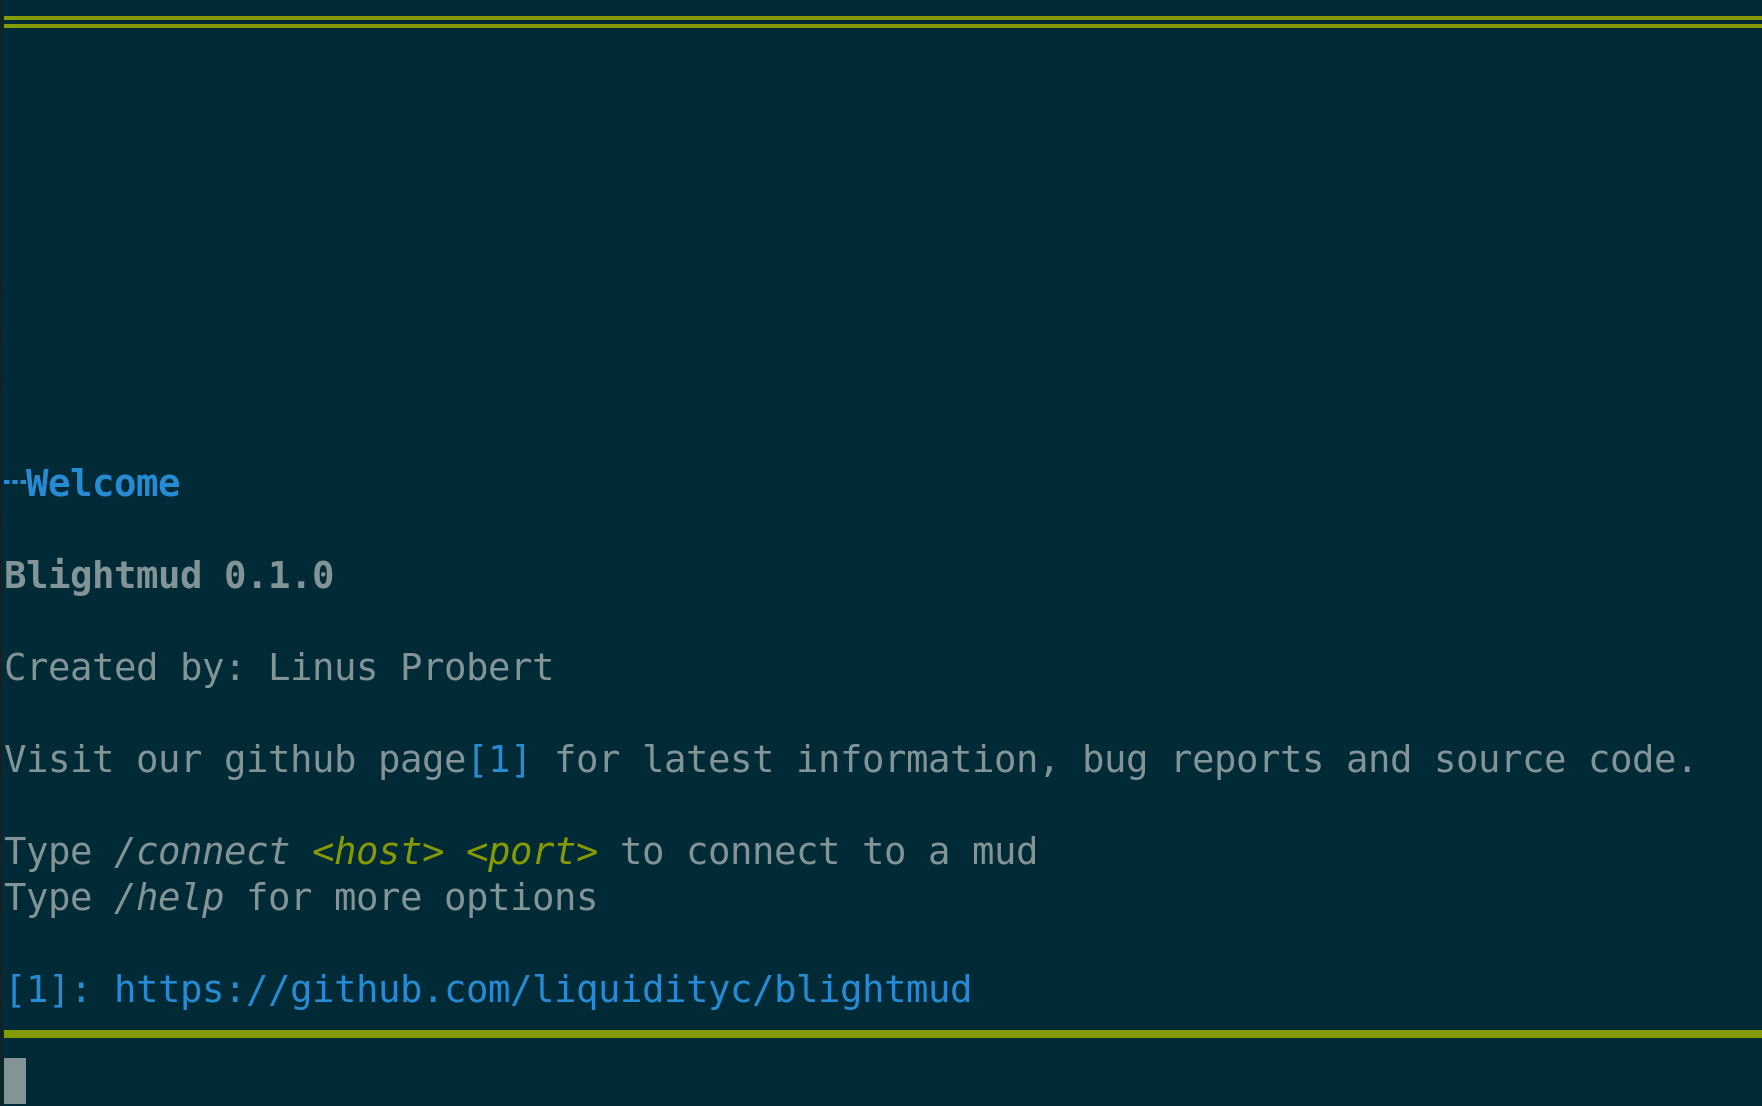 Welcome
Blightmud 0.1.0
Created by: Linus Probert
Visit our github page[1] for latest information, bug reports and source code.
Type /connect <host> <port> to connect to a mud
Type /help for more options
[1]: https://github.com/liquidityc/blightmud